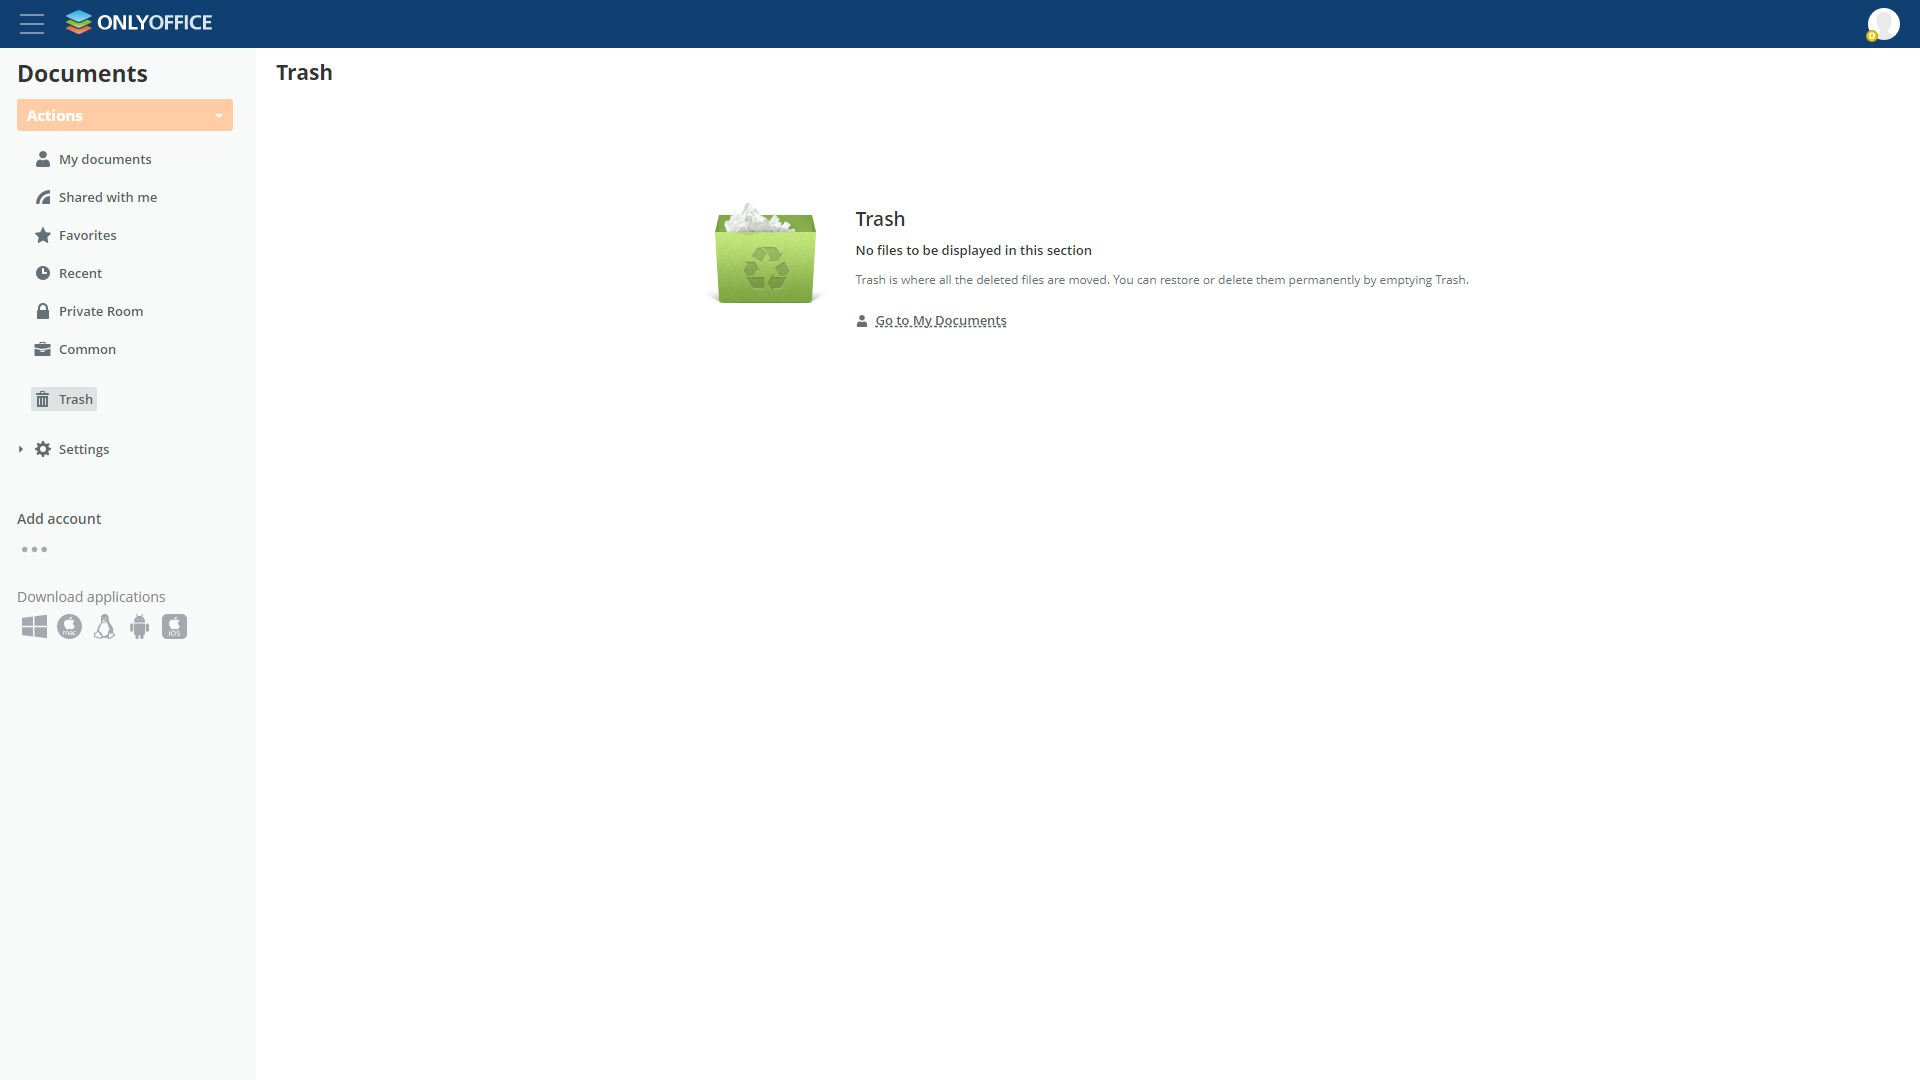 ONLYOFFICE
Documents
Actions
My documents
Shared with me
Favorites
Recent
Private Room
Common
Trash
Settings
Add account
Download applications
mac
iOS
Trash
Trash
No files to be displayed in this section
Trash is where all the deleted files are moved. You can restore or delete them permanently by emptying Trash.
Go to My Documents